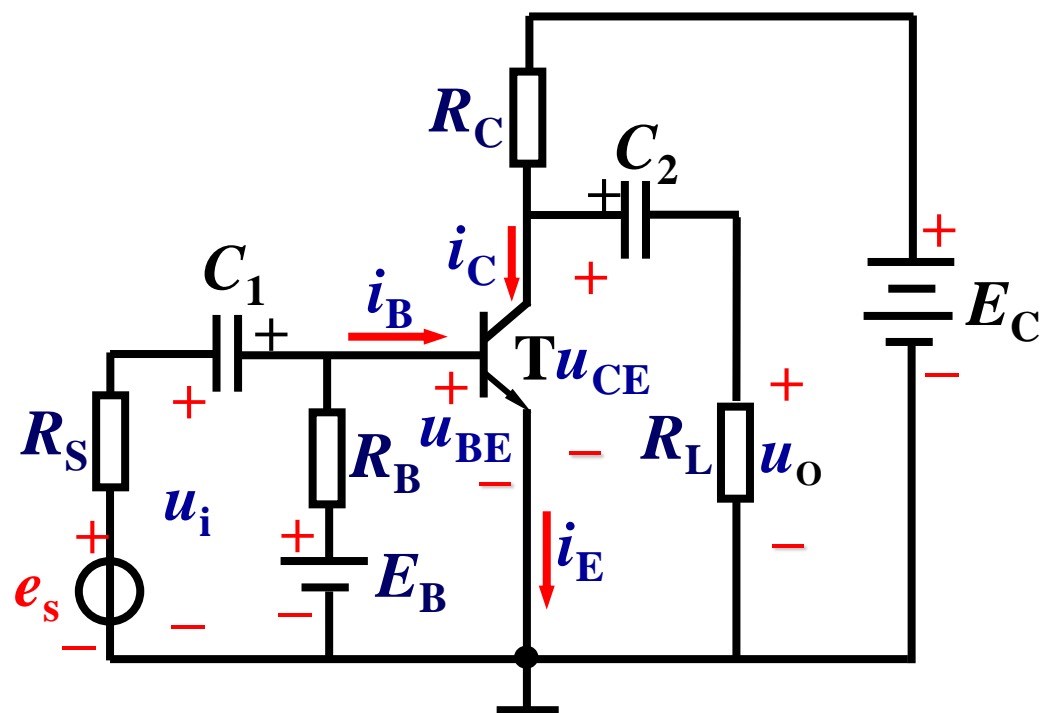 R_C
C_2
+
+
i_C
+
C_1
i_B
E_C
+
T u_CE
+
−
+
+
u_BE
R_S
R_B
R_L
u_o
−
−
u_i
+
+
−
i_E
e_s
E_B
−
−
−